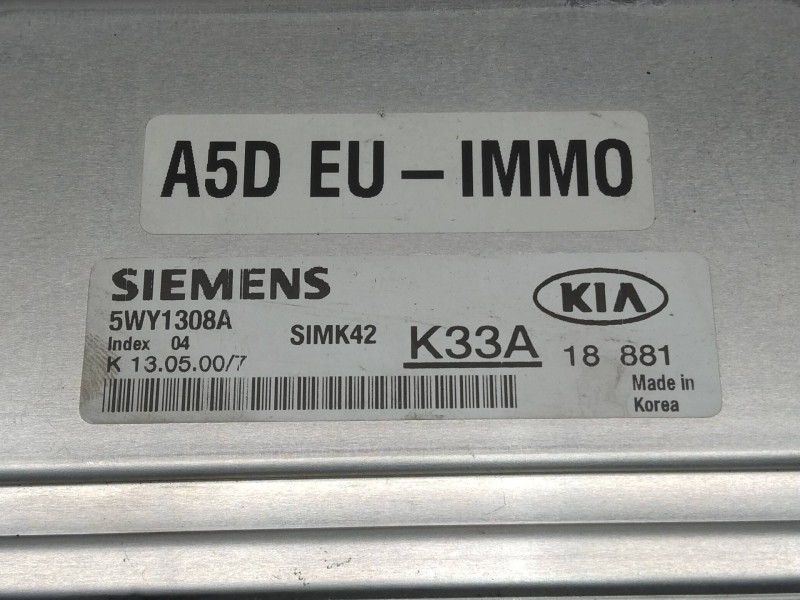 A5D EU – IMMO
SIEMENS
5WY1308A
Index 04
K 13.05.00/7
SIMK42
K33A
KIA
18 881
Made in
Korea